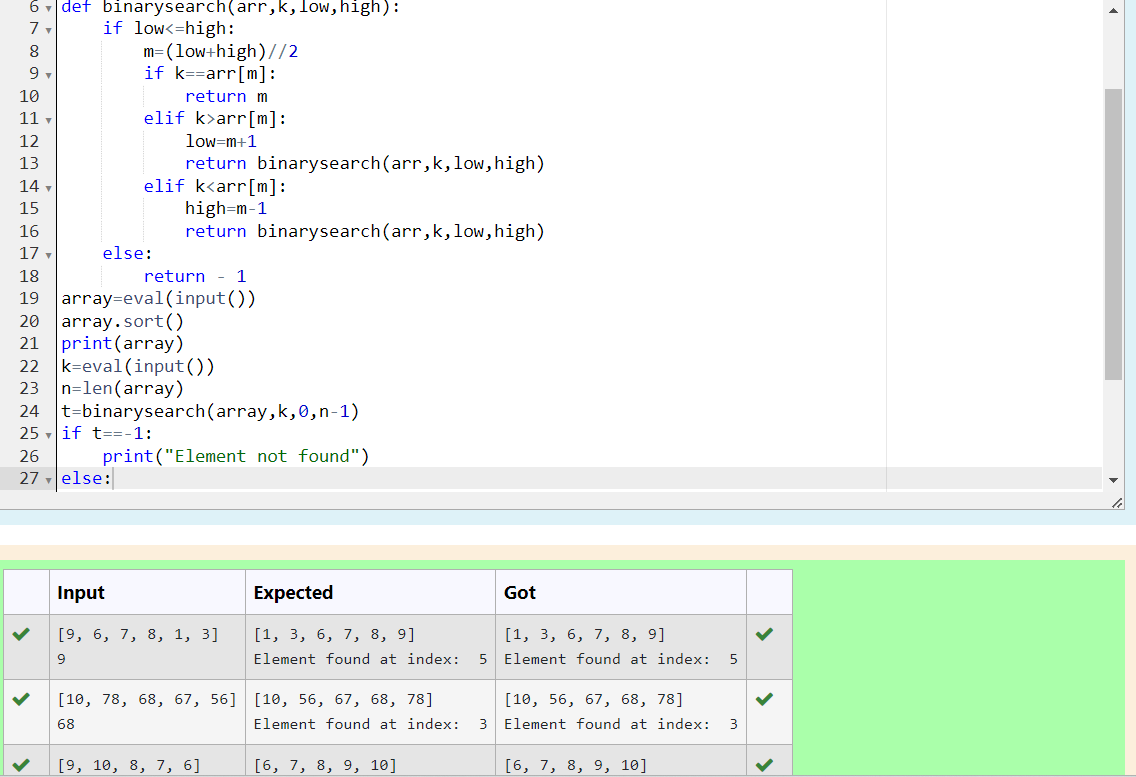 6 def binarysearch(arr,k,low,high):
7 if low<=high:
8 m=(low+high)//2
9 if k==arr[m]:
10 return m
11 elif k>arr[m]:
12 low=m+1
13 return binarysearch(arr,k,low,high)
14 elif k<arr[m]:
15 high=m-1
16 return binarysearch(arr,k,low,high)
17 else:
18 return - 1
19 array=eval(input())
20 array.sort()
21 print(array)
22 k=eval(input())
23 n=len(array)
24 t=binarysearch(array,k,0,n-1)
25 if t==-1:
26 print("Element not found")
27 else:
Input Expected Got
[9, 6, 7, 8, 1, 3] [1, 3, 6, 7, 8, 9] [1, 3, 6, 7, 8, 9]
9 Element found at index:  5 Element found at index:  5
[10, 78, 68, 67, 56] [10, 56, 67, 68, 78] [10, 56, 67, 68, 78]
68 Element found at index:  3 Element found at index:  3
[9, 10, 8, 7, 6] [6, 7, 8, 9, 10] [6, 7, 8, 9, 10]